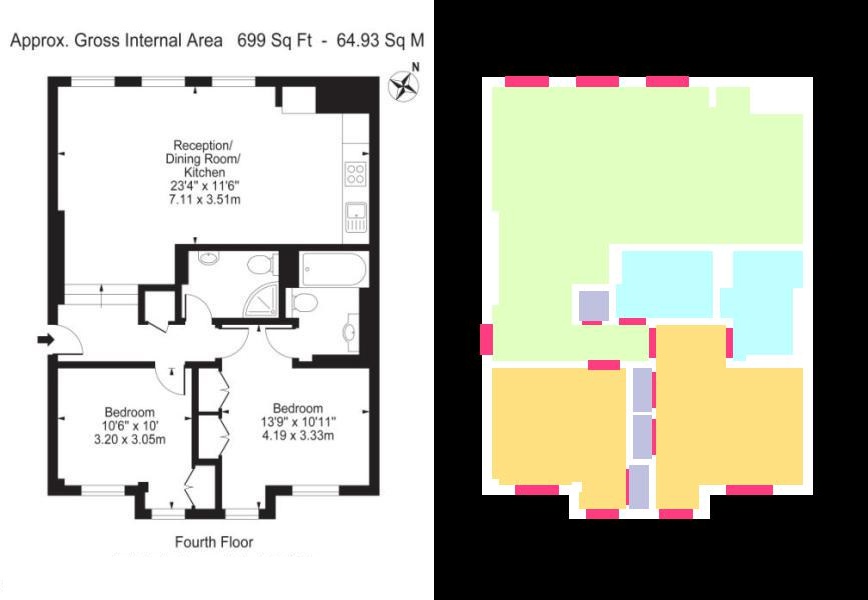 Approx. Gross Internal Area 699 Sq Ft - 64.93 Sq M
N
Reception/
Dining Room/
Kitchen
23'4" x 11'6"
7.11 x 3.51m
Bedroom
10'6" x 10'
3.20 x 3.05m
Bedroom
13'9" x 10'11"
4.19 x 3.33m
Fourth Floor